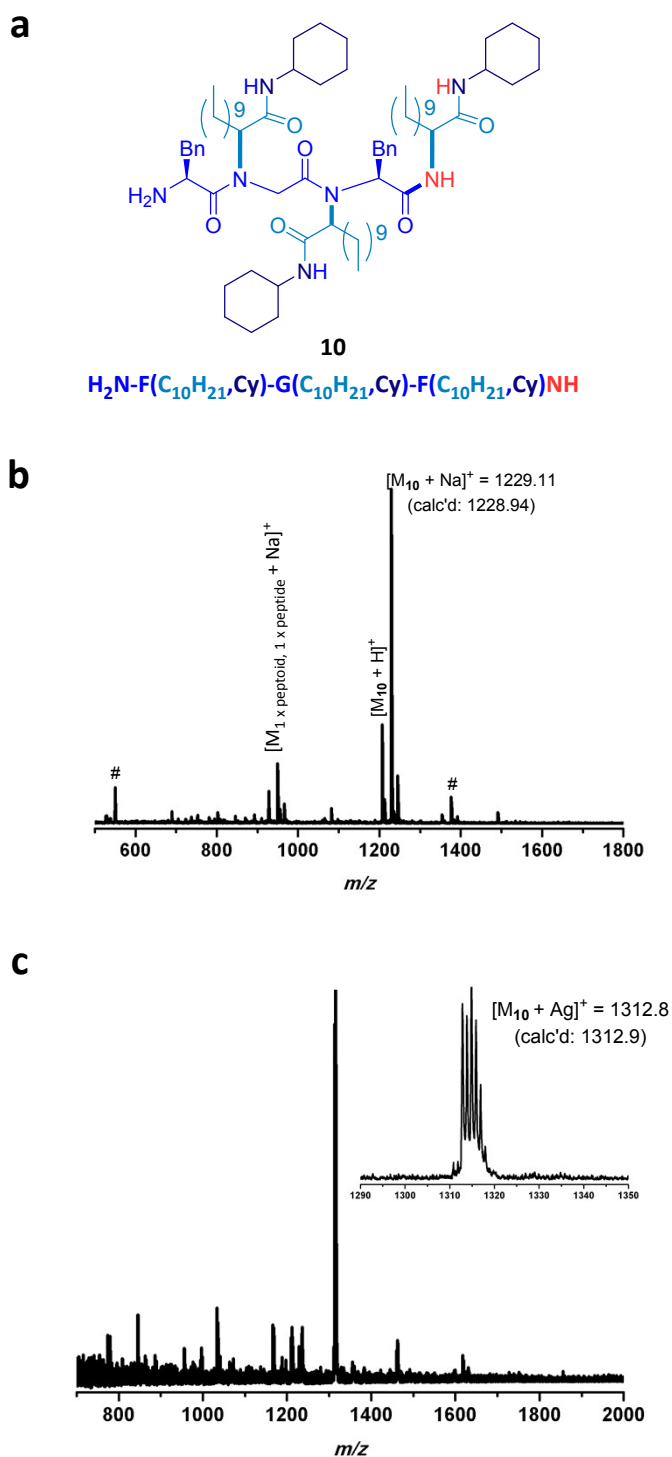 a
HN
( )9
O
HN
( )9
O
Bn
H2N
O
N
O
N
Bn
O
NH
O
( )9
NH
10
H2N-F(C10H21,Cy)-G(C10H21,Cy)-F(C10H21,Cy)NH
b
[M10 + Na]+ = 1229.11
(calc'd: 1228.94)
[M1 x peptoid, 1 x peptide + Na]+
[M10 + H]+
#
#
600 800 1000 1200 1400 1600 1800
m/z
c
[M10 + Ag]+ = 1312.8
(calc'd: 1312.9)
1290 1300 1310 1320 1330 1340 1350
800 1000 1200 1400 1600 1800 2000
m/z